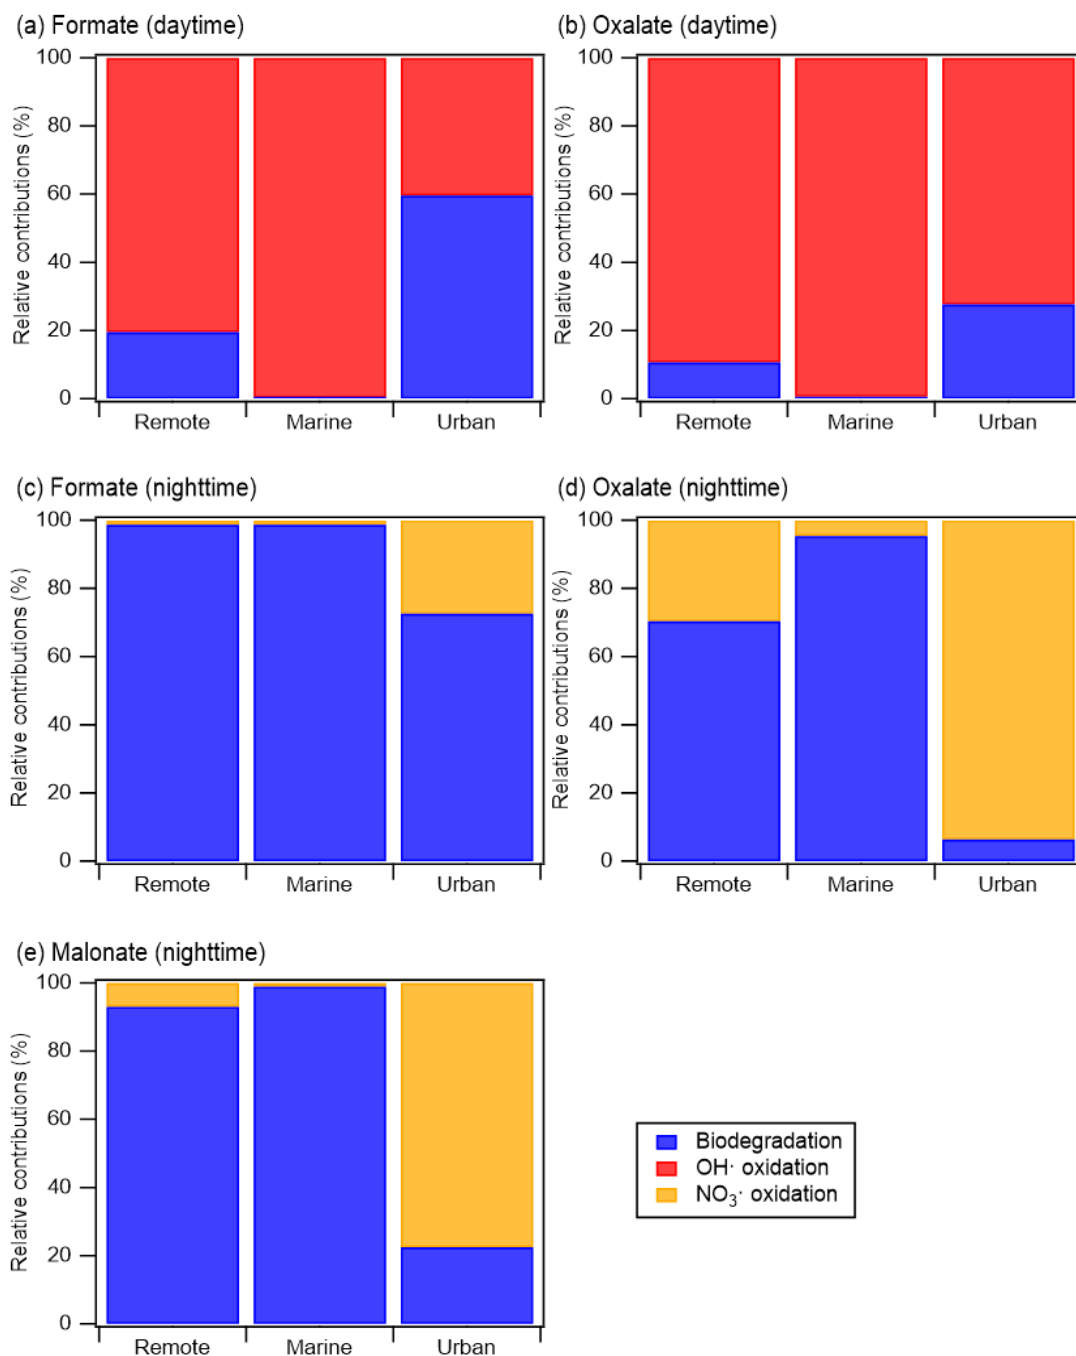 (a) Formate (daytime)
100
80
60
40
20
0
Relative contributions (%)
Remote Marine Urban
(b) Oxalate (daytime)
100
80
60
40
20
0
Relative contributions (%)
Remote Marine Urban
(c) Formate (nighttime)
100
80
60
40
20
0
Relative contributions (%)
Remote Marine Urban
(d) Oxalate (nighttime)
100
80
60
40
20
0
Relative contributions (%)
Remote Marine Urban
(e) Malonate (nighttime)
100
80
60
40
20
0
Relative contributions (%)
Remote Marine Urban
Biodegradation
OH· oxidation
NO₃· oxidation